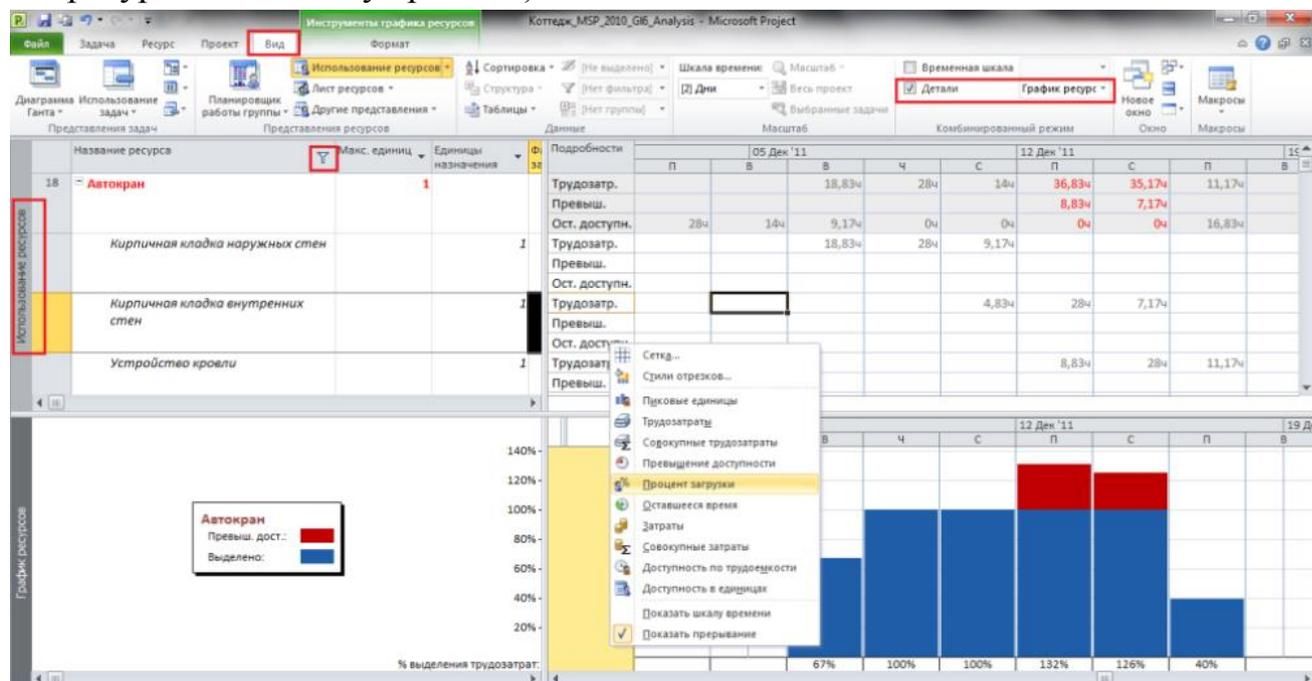 Инструменты графика ресурсов
Коттедж_MSP_2010_Gl6_Analysis - Microsoft Project
Файл Задача Ресурс Проект Вид Формат
Диаграмма Ганта
Использование задач
Планировщик работы группы
Использование ресурсов
Лист ресурсов
Другие представления
Сортировка
Структура
Таблицы
[Не выделено]
[Нет фильтра]
[Нет группы]
Шкала времени:
[2] Дни
Масштаб
Весь проект
Выбранные задачи
Временная шкала
Детали График ресурс
Новое окно
Макросы
Представления задач Представления ресурсов Данные Масштаб Комбинированный режим Окно Макросы
Название ресурса Макс. единиц Единицы назначения
Подробности 05 Дек '11 12 Дек '11
П В В Ч С П С П В
18 Автокран 1 Трудозатр. 18,83ч 28ч 14ч 36,83ч 35,17ч 11,17ч
Превыш. 8,83ч 7,17ч
Ост. доступн. 28ч 14ч 9,17ч 0ч 0ч 0ч 0ч 16,83ч
Кирпичная кладка наружных стен 1 Трудозатр. 18,83ч 28ч 9,17ч
Превыш.
Ост. доступн.
Кирпичная кладка внутренних стен 1 Трудозатр. 4,83ч 28ч 7,17ч
Превыш.
Ост.
Устройство кровли 1 8,83ч 28ч 11,17ч
Превыш.
Использование ресурсов
Сетка...
Стили отрезков...
Пиковые единицы
Трудозатраты
Совокупные трудозатраты
Превышение доступности
Процент загрузки
Оставшееся время
Затраты
Совокупные затраты
Доступность по трудоемкости
Доступность в единицах
Показать шкалу времени
Показать прерывание
График ресурсов
Автокран
Превыш. дост.:
Выделено:
12 Дек '11
В Ч С П С П В
140%
120%
100%
80%
60%
40%
20%
% выделения трудозатрат: 67% 100% 100% 132% 126% 40%